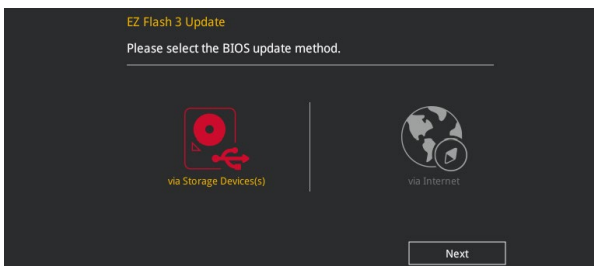 EZ Flash 3 Update
Please select the BIOS update method.
via Storage Devices(s)
via Internet
Next